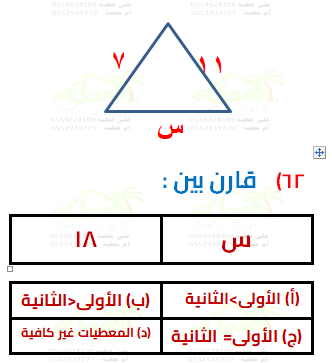 ٧
١١
س
٦٢) قارن بين :
س ١٨
(أ) الأولى>الثانية (ب) الأولى<الثانية
(ج) الأولى= الثانية (د) المعطيات غير كافية